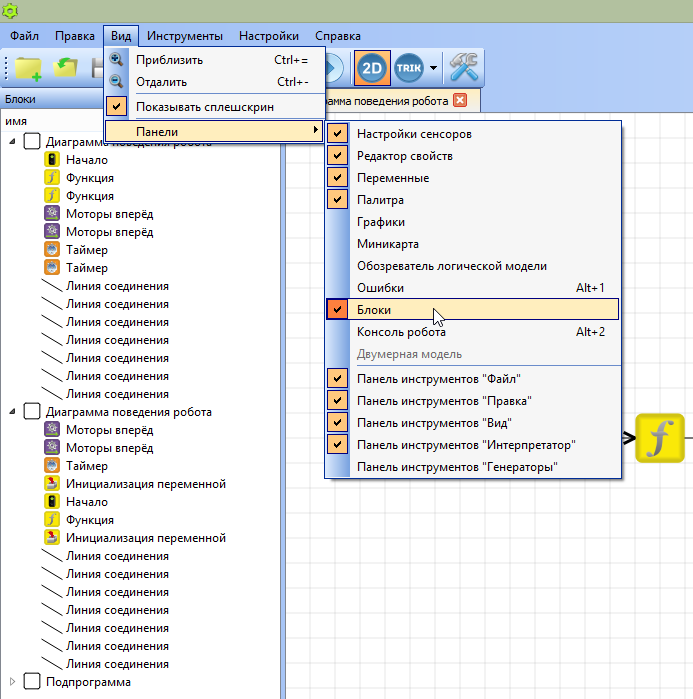 Файл Правка Вид Инструменты Настройки Справка
Приблизить Ctrl+=
Отдалить Ctrl+-
Показывать сплешскрин
Панели
2D TRIK
Блоки
имя
рамма поведения робота
Настройки сенсоров
Редактор свойств
Переменные
Палитра
Графики
Миникарта
Обозреватель логической модели
Ошибки Alt+1
Блоки
Консоль робота Alt+2
Двумерная модель
Панель инструментов "Файл"
Панель инструментов "Правка"
Панель инструментов "Вид"
Панель инструментов "Интерпретатор"
Панель инструментов "Генераторы"
Диаграмма поведения робота
Начало
Функция
Функция
Моторы вперёд
Моторы вперёд
Таймер
Таймер
Линия соединения
Линия соединения
Линия соединения
Линия соединения
Линия соединения
Линия соединения
Линия соединения
Диаграмма поведения робота
Моторы вперёд
Моторы вперёд
Таймер
Инициализация переменной
Начало
Функция
Инициализация переменной
Линия соединения
Линия соединения
Линия соединения
Линия соединения
Линия соединения
Линия соединения
Линия соединения
Подпрограмма
f